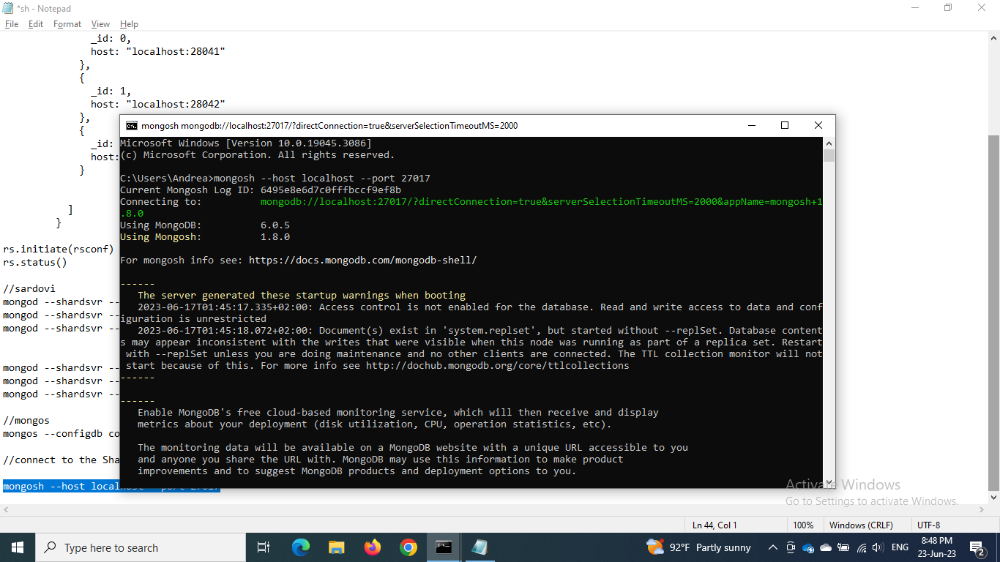 *sh - Notepad
File Edit Format View Help
_id: 0,
host: "localhost:28041"
},
{
_id: 1,
host: "localhost:28042"
},
{
_id:
host:
}
]
}
rs.initiate(rsconf)
rs.status()
//sardovi
mongod --shardsvr --
mongod --shardsvr --
mongod --shardsvr --
mongod --shardsvr --
mongod --shardsvr --
mongod --shardsvr --
//mongos
mongos --configdb co
//connect to the Sha
mongosh --host local
mongosh mongodb://localhost:27017/?directConnection=true&serverSelectionTimeoutMS=2000
Microsoft Windows [Version 10.0.19045.3086]
(c) Microsoft Corporation. All rights reserved.
C:\Users\Andrea>mongosh --host localhost --port 27017
Current Mongosh Log ID: 6495e8e6d7c0fffbccf9ef8b
Connecting to: mongodb://localhost:27017/?directConnection=true&serverSelectionTimeoutMS=2000&appName=mongosh+1
.8.0
Using MongoDB: 6.0.5
Using Mongosh: 1.8.0
For mongosh info see: https://docs.mongodb.com/mongodb-shell/
------
The server generated these startup warnings when booting
2023-06-17T01:45:17.335+02:00: Access control is not enabled for the database. Read and write access to data and conf
iguration is unrestricted
2023-06-17T01:45:18.072+02:00: Document(s) exist in 'system.replset', but started without --replSet. Database content
s may appear inconsistent with the writes that were visible when this node was running as part of a replica set. Restart
with --replSet unless you are doing maintenance and no other clients are connected. The TTL collection monitor will not
start because of this. For more info see http://dochub.mongodb.org/core/ttlcollections
------
------
Enable MongoDB's free cloud-based monitoring service, which will then receive and display
metrics about your deployment (disk utilization, CPU, operation statistics, etc).
The monitoring data will be available on a MongoDB website with a unique URL accessible to you
and anyone you share the URL with. MongoDB may use this information to make product
improvements and to suggest MongoDB products and deployment options to you.
Activate Windows
Go to Settings to activate Windows.
Ln 44, Col 1 100% Windows (CRLF) UTF-8
Type here to search
92°F Partly sunny
ENG
8:48 PM
23-Jun-23
2